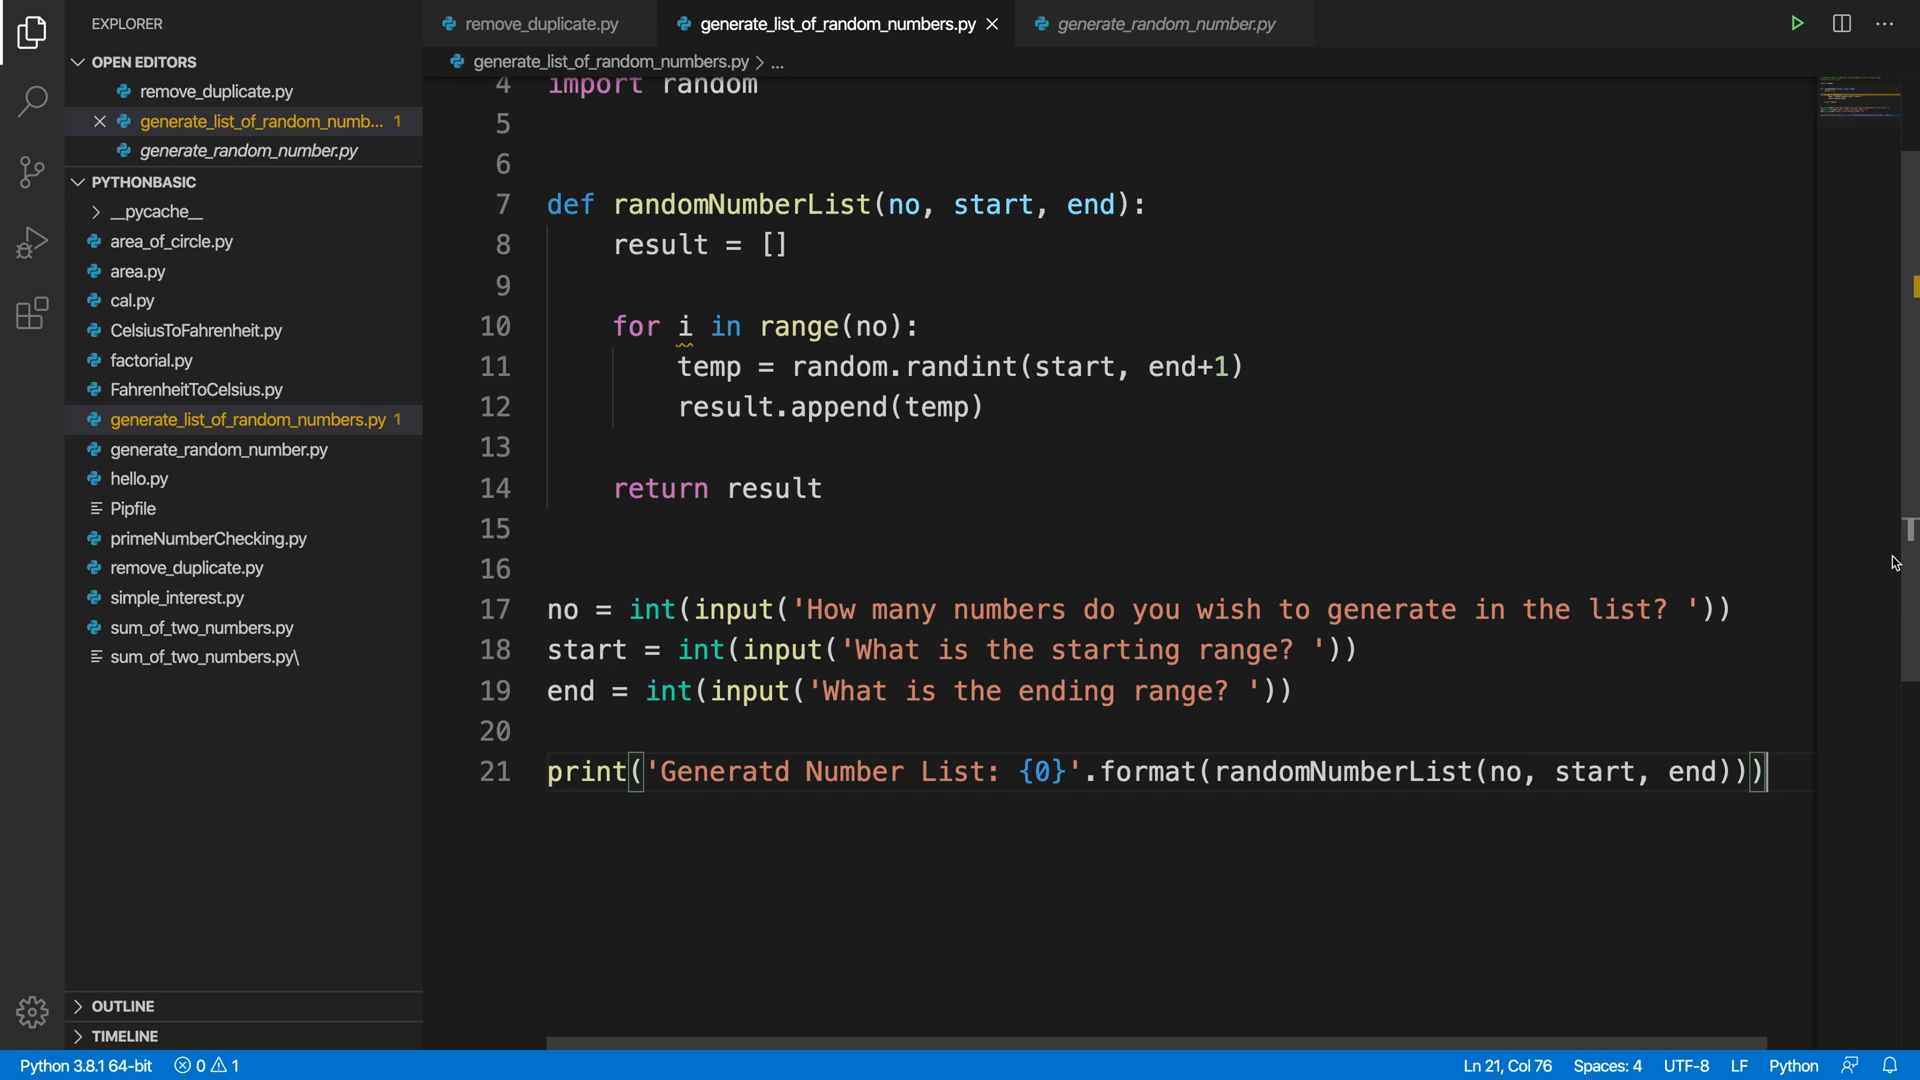 EXPLORER
OPEN EDITORS
remove_duplicate.py
generate_list_of_random_numb... 1
generate_random_number.py
PYTHONBASIC
__pycache__
area_of_circle.py
area.py
cal.py
CelsiusToFahrenheit.py
factorial.py
FahrenheitToCelsius.py
generate_list_of_random_numbers.py 1
generate_random_number.py
hello.py
Pipfile
primeNumberChecking.py
remove_duplicate.py
simple_interest.py
sum_of_two_numbers.py
sum_of_two_numbers.py\
OUTLINE
TIMELINE
remove_duplicate.py generate_list_of_random_numbers.py generate_random_number.py
generate_list_of_random_numbers.py > ...
4 import random
5
6
7 def randomNumberList(no, start, end):
8 result = []
9
10 for i in range(no):
11 temp = random.randint(start, end+1)
12 result.append(temp)
13
14 return result
15
16
17 no = int(input('How many numbers do you wish to generate in the list? '))
18 start = int(input('What is the starting range? '))
19 end = int(input('What is the ending range? '))
20
21 print('Generatd Number List: {0}'.format(randomNumberList(no, start, end)))
Python 3.8.1 64-bit 0 1 Ln 21, Col 76 Spaces: 4 UTF-8 LF Python